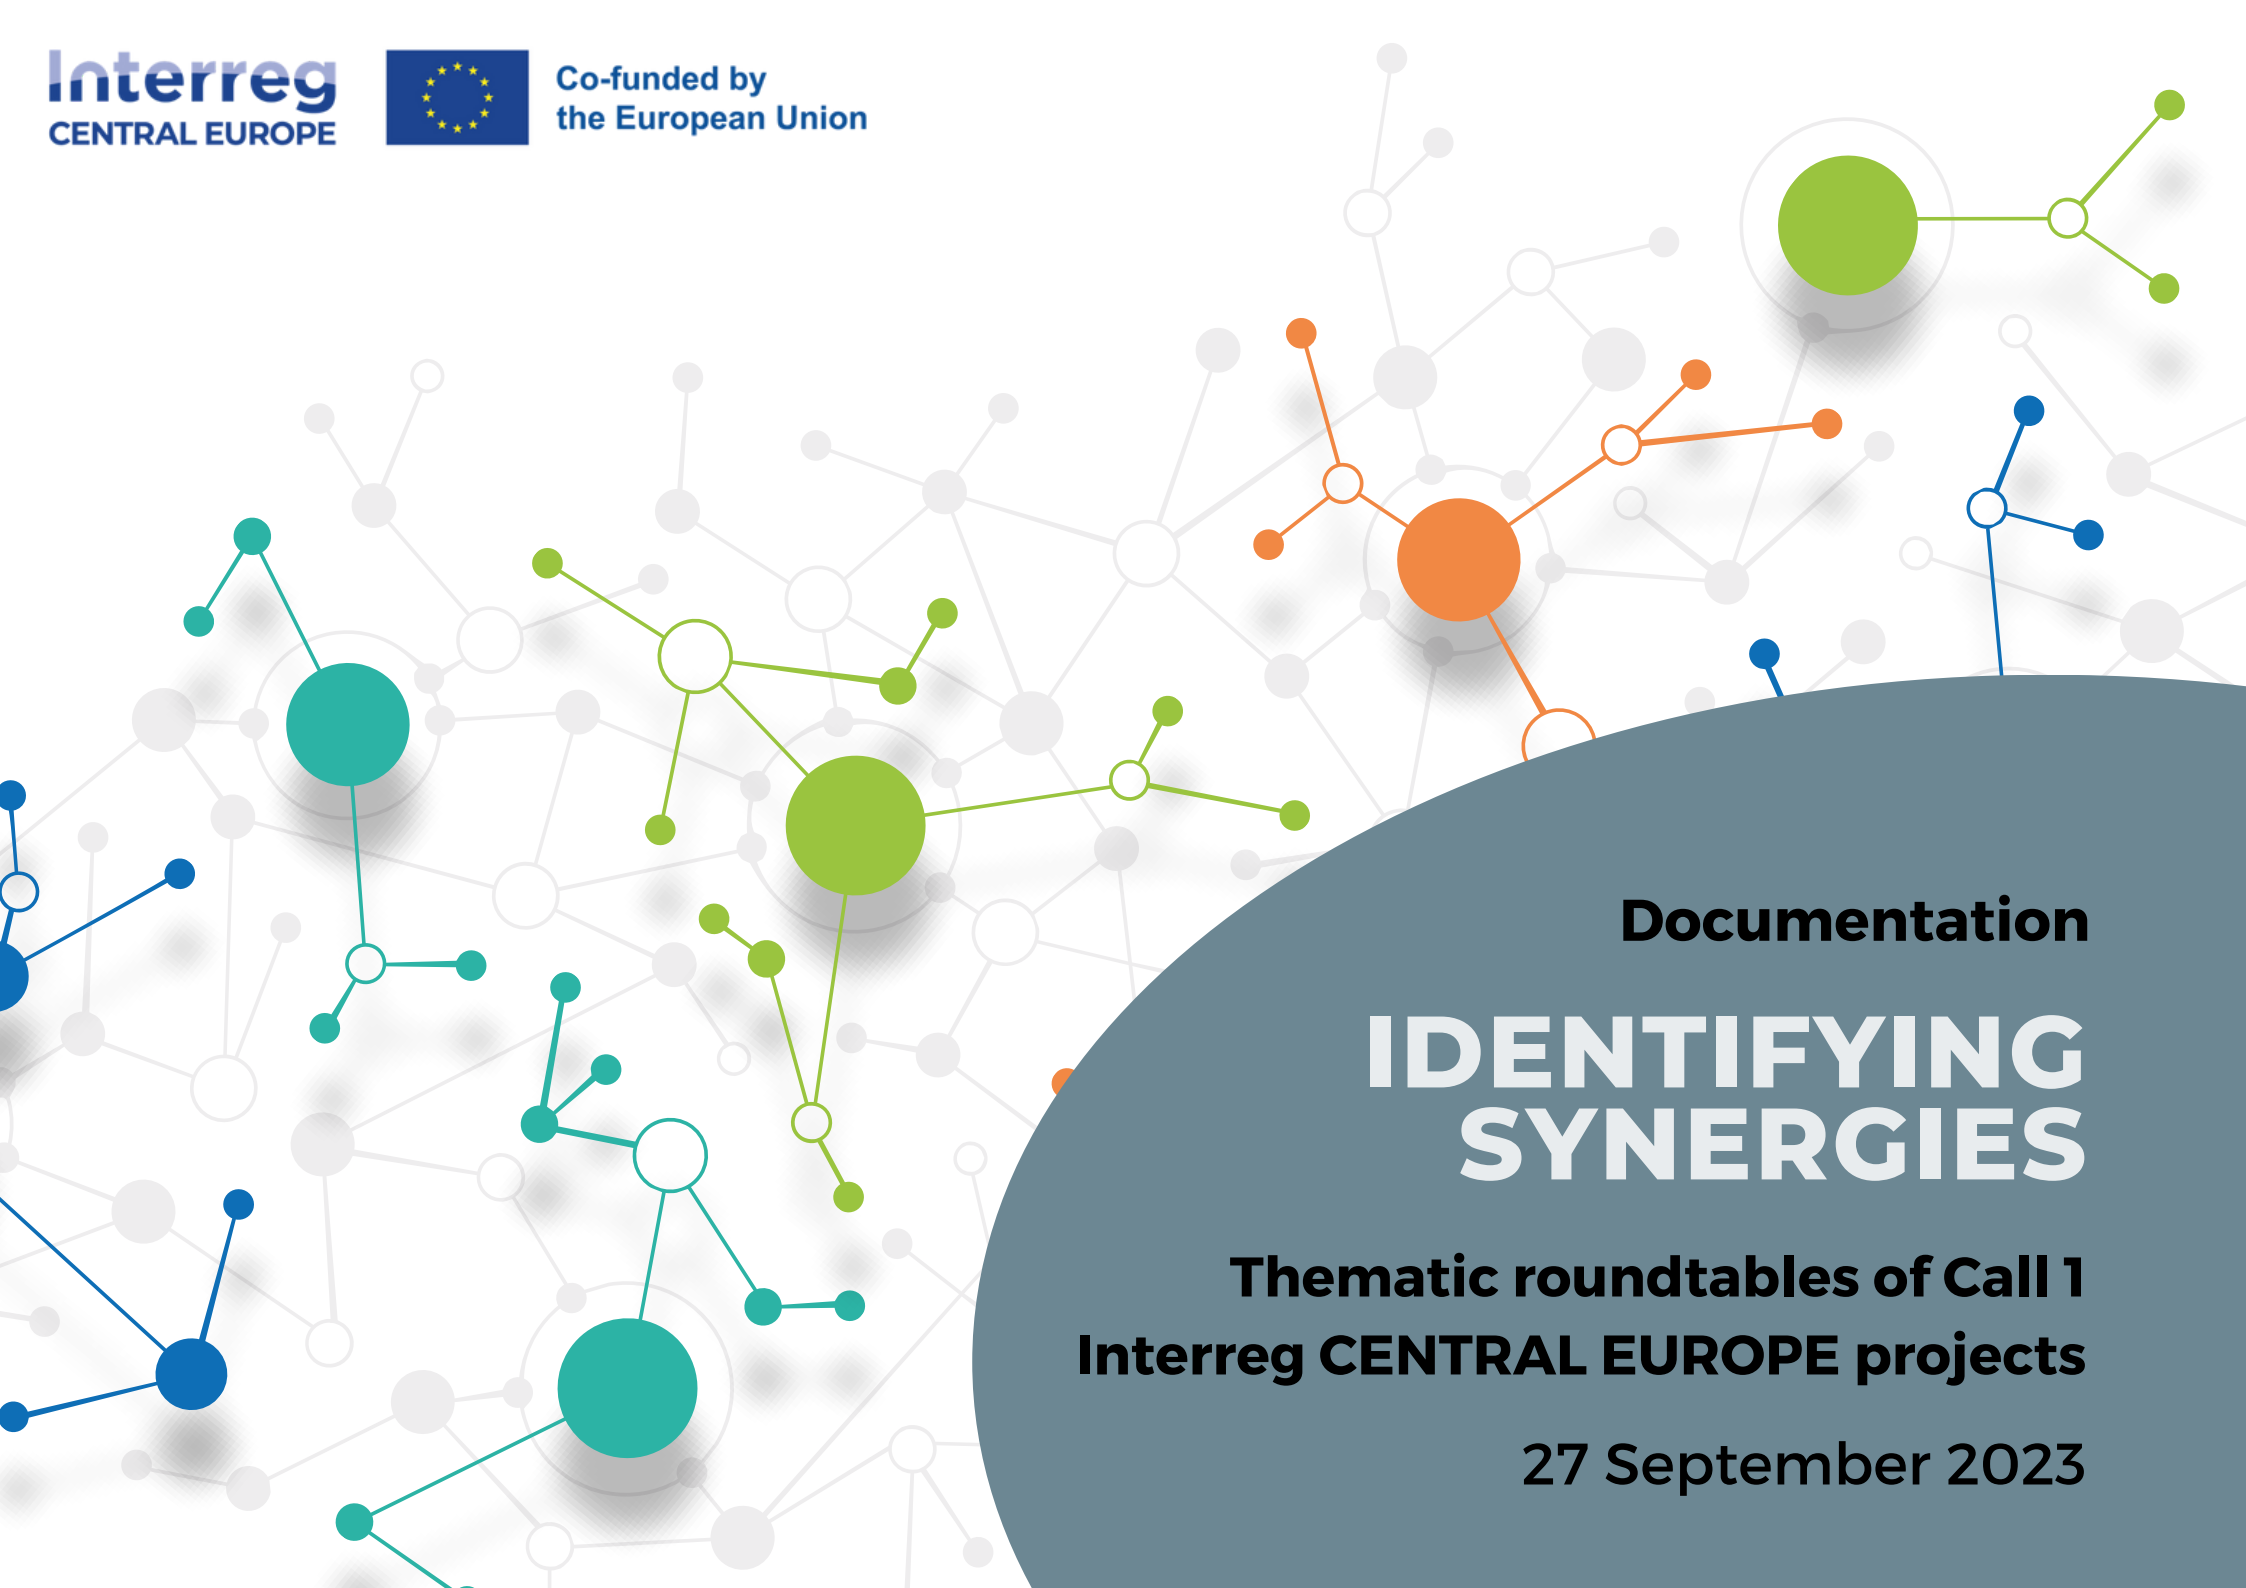 Interreg
CENTRAL EUROPE
Co-funded by
the European Union
Documentation
IDENTIFYING
SYNERGIES
Thematic roundtables of Call 1
Interreg CENTRAL EUROPE projects
27 September 2023